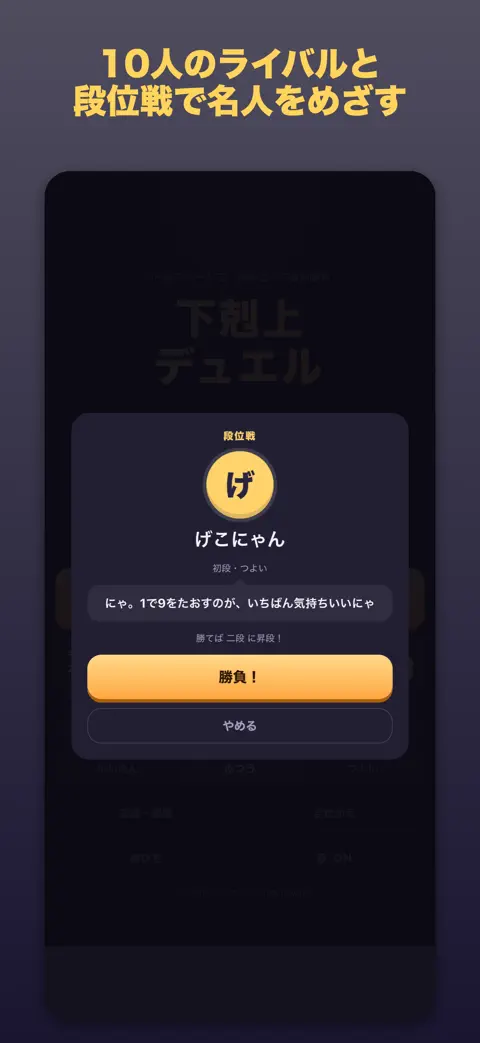 10人のライバルと
段位戦で名人をめざす
下剋上
デュエル
段位戦
げ
げこにゃん
初段・つよい
にゃ。1で9をたおすのが、いちばん気持ちいいにゃ
勝てば 二段 に昇段！
勝負！
やめる
ふつう